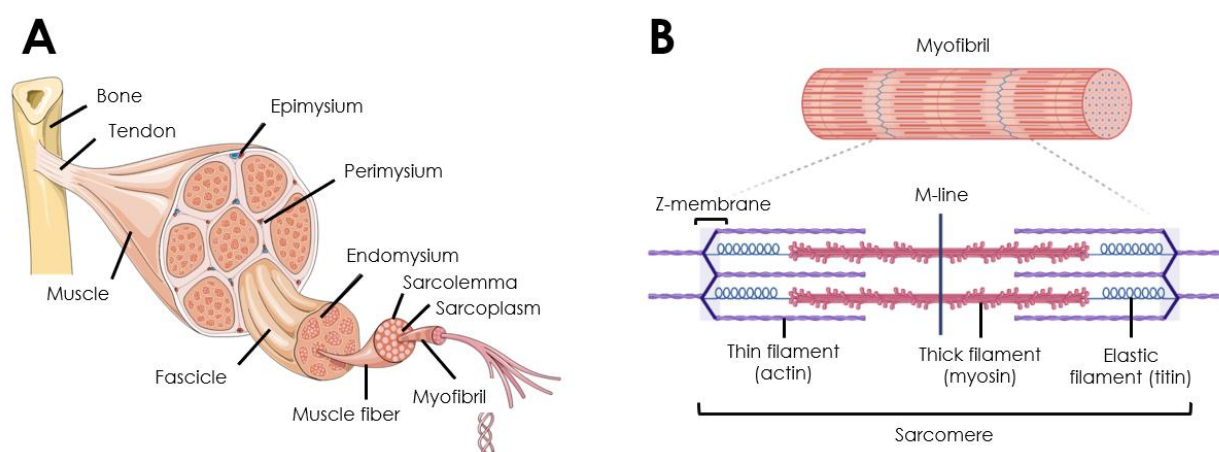 A
Bone
Tendon
Epimysium
Perimysium
Endomysium
Sarcolemma
Sarcoplasm
Muscle
Fascicle
Muscle fiber
Myofibril
B
Myofibril
Z-membrane
M-line
Thin filament
(actin)
Thick filament
(myosin)
Elastic
filament (titin)
Sarcomere